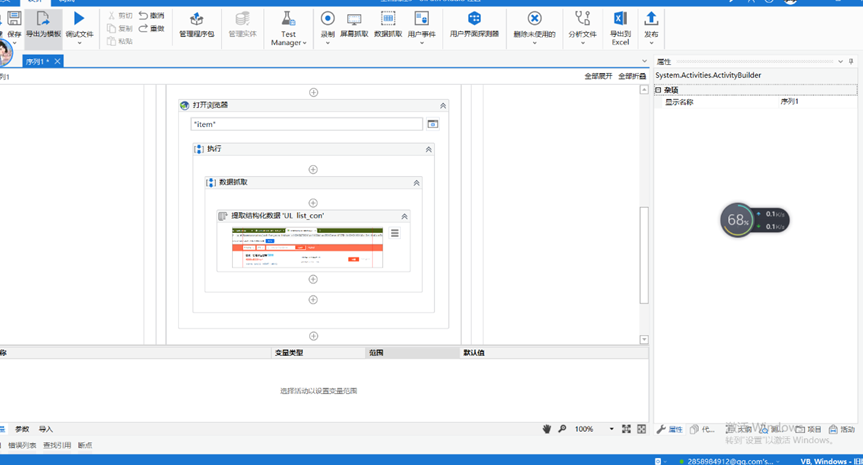 保存 导出为模板 调试文件
剪切 撤消
复制 重做
粘贴
管理程序包 管理实体 Test Manager 录制 屏幕抓取 数据抓取 用户事件 用户界面探测器 删除未使用的 分析文件 导出到 Excel 发布
序列1*
列1 全部展开 全部折叠
属性
System.Activities.ActivityBuilder
杂项
显示名称 序列1
打开浏览器
"item"
执行
数据抓取
提取结构化数据 'UL list_con'
68%
0.1
0.1
称 变量类型 范围 默认值
选择活动以设置变量范围
量 参数 导入 100%
属性 项目 活动
激活 Windows
转到"设置"以激活 Windows。
错误列表 查找引用 断点
2858984912@qq.com's...
VB, Windows - 旧